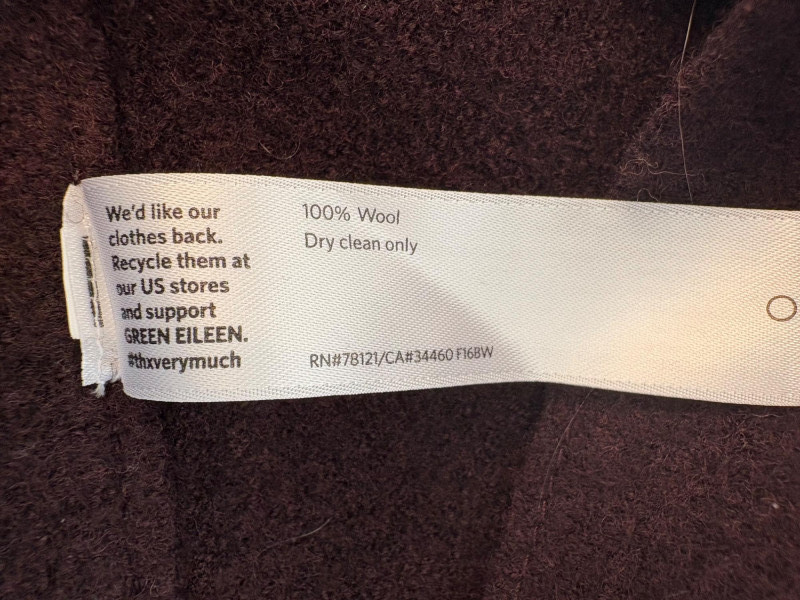 We'd like our
clothes back.
Recycle them at
our US stores
and support
GREEN EILEEN.
#thxverymuch
100% Wool
Dry clean only
RN#78121/CA#34460 F16BW